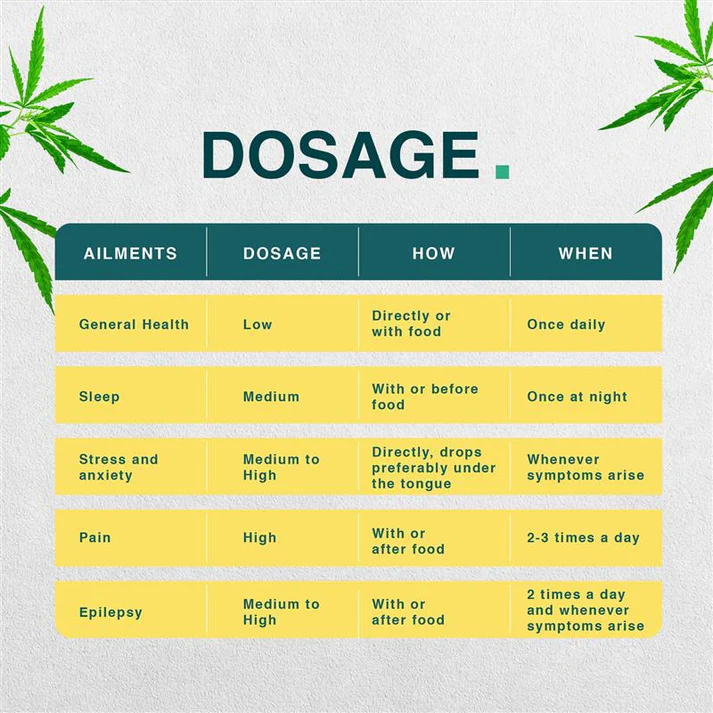 DOSAGE.
AILMENTS DOSAGE HOW WHEN
General Health Low Directly or with food Once daily
Sleep Medium With or before food Once at night
Stress and anxiety Medium to High Directly, drops preferably under the tongue Whenever symptoms arise
Pain High With or after food 2-3 times a day
Epilepsy Medium to High With or after food 2 times a day and whenever symptoms arise